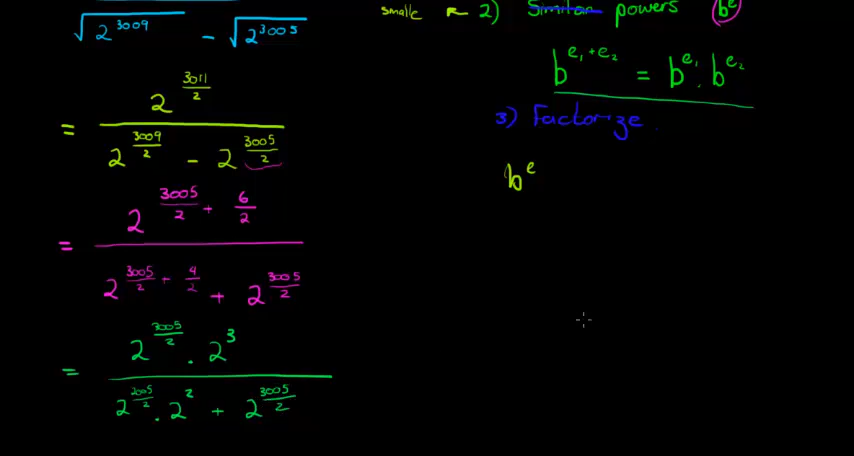 √2^3009 - √2^3005
= 2^(3011/2) / (2^(3009/2) - 2^(3005/2))
= 2^(3005/2 + 6/2) / (2^(3005/2 + 4/2) + 2^(3005/2))
= 2^(3005/2) . 2^3 / (2^(3005/2) . 2^2 + 2^(3005/2))
smalle ← 2) Similar powers b^e
b^(e1+e2) = b^e1 . b^e2
3) Factorize.
b^e